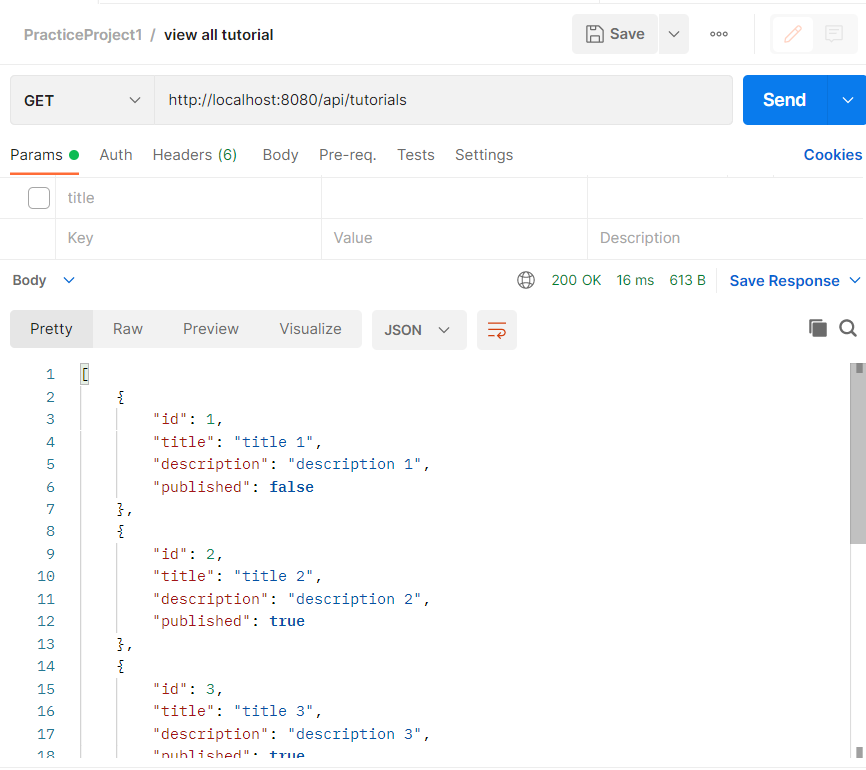 PracticeProject1 / view all tutorial Save
GET http://localhost:8080/api/tutorials Send
Params Auth Headers (6) Body Pre-req. Tests Settings Cookies
title
Key Value Description
Body 200 OK 16 ms 613 B Save Response
Pretty Raw Preview Visualize JSON
1 [
2 {
3 "id": 1,
4 "title": "title 1",
5 "description": "description 1",
6 "published": false
7 },
8 {
9 "id": 2,
10 "title": "title 2",
11 "description": "description 2",
12 "published": true
13 },
14 {
15 "id": 3,
16 "title": "title 3",
17 "description": "description 3",
18 "published": true